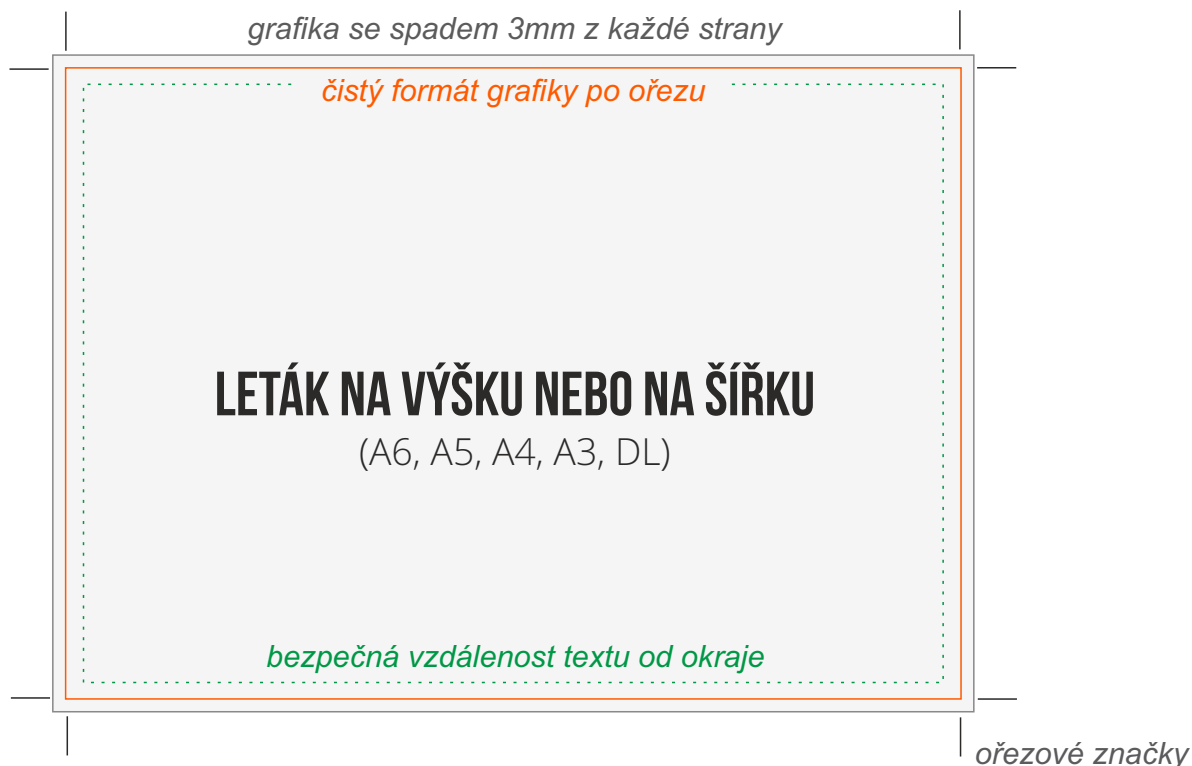 grafika se spadem 3mm z každé strany
čistý formát grafiky po ořezu
LETÁK NA VÝŠKU NEBO NA ŠÍŘKU
(A6, A5, A4, A3, DL)
bezpečná vzdálenost textu od okraje
ořezové značky